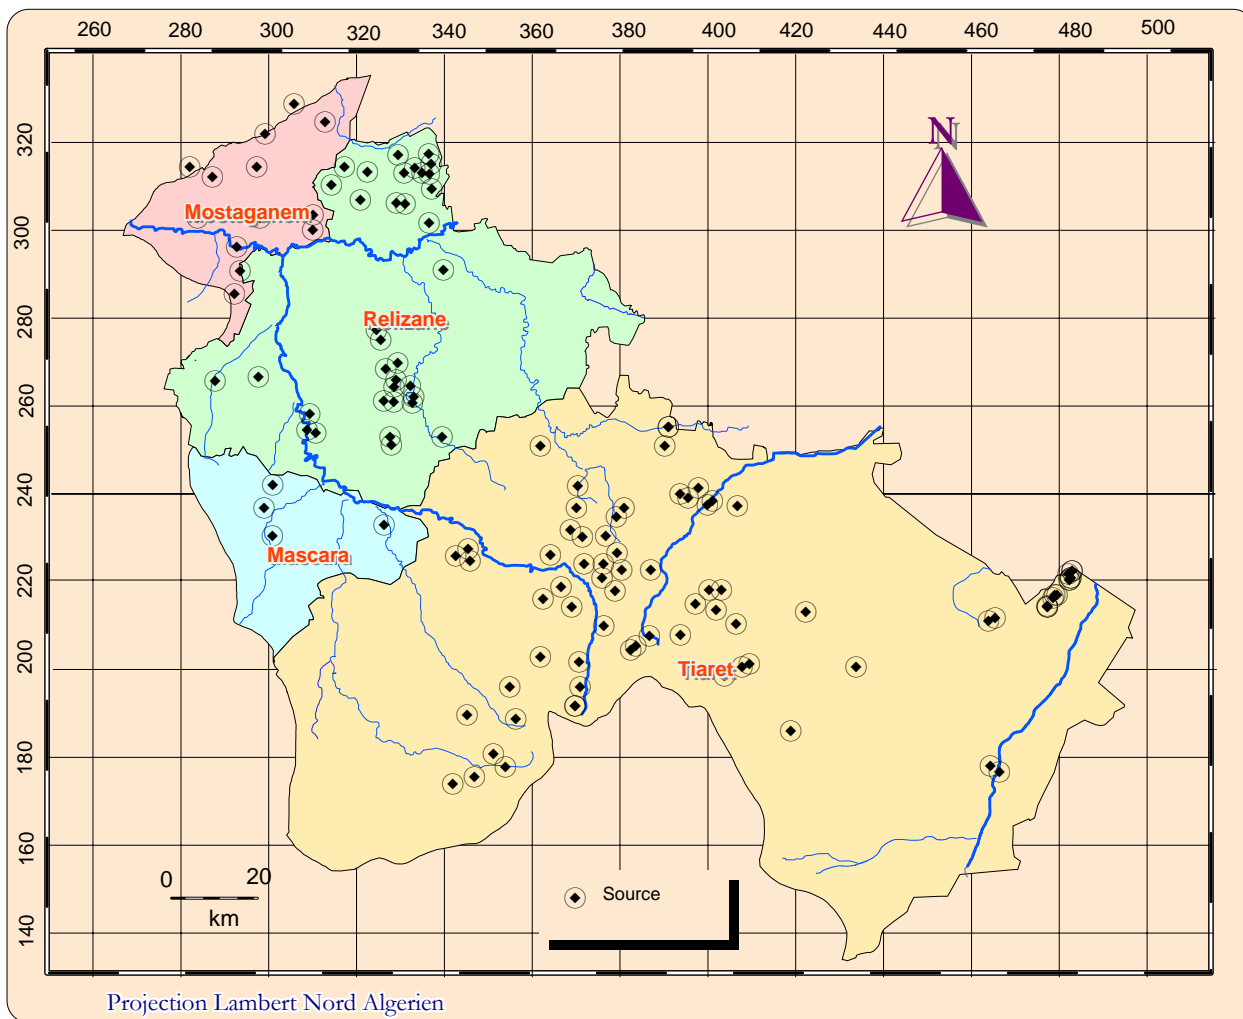 260 280 300 320 340 360 380 400 420 440 460 480 500
N
320
300
280
260
240
220
200
180
160
140
Mostaganem
Relizane
Mascara
Tiaret
0 20
km
Source
Projection Lambert Nord Algerien